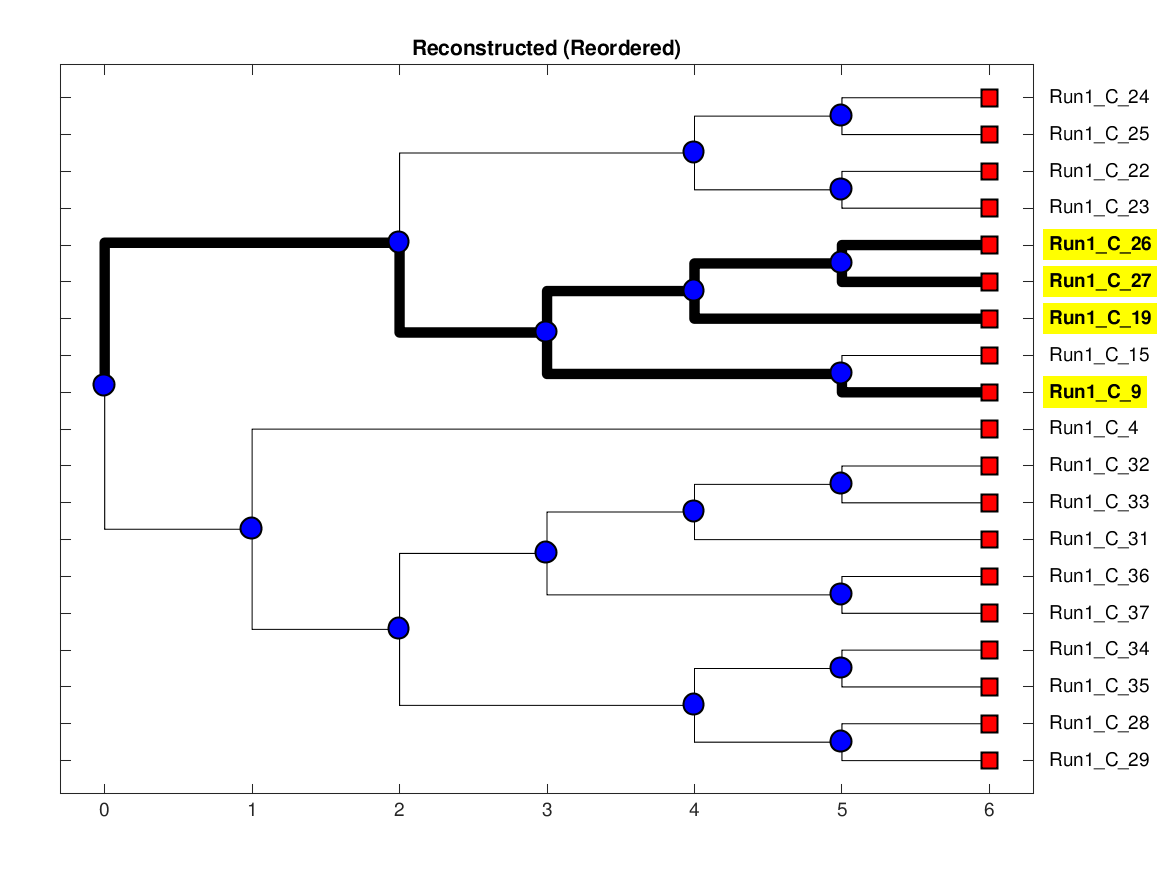 Reconstructed (Reordered)
Run1_C_24
Run1_C_25
Run1_C_22
Run1_C_23
Run1_C_26
Run1_C_27
Run1_C_19
Run1_C_15
Run1_C_9
Run1_C_4
Run1_C_32
Run1_C_33
Run1_C_31
Run1_C_36
Run1_C_37
Run1_C_34
Run1_C_35
Run1_C_28
Run1_C_29
0 1 2 3 4 5 6